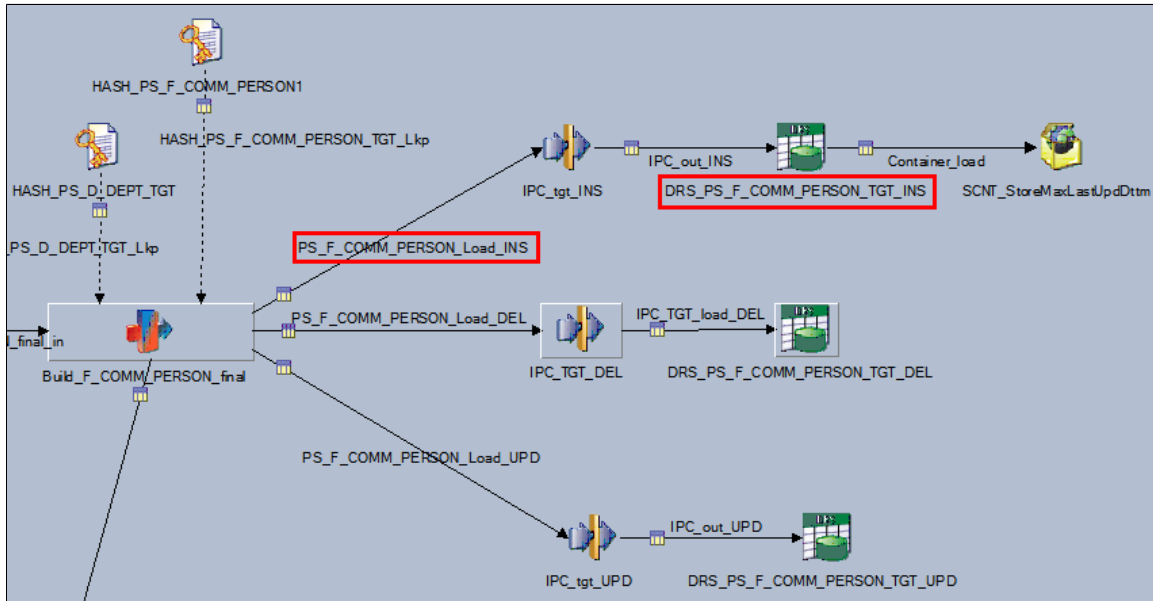 HASH_PS_F_COMM_PERSON1
HASH_PS_F_COMM_PERSON_TGT_Lkp
HASH_PS_D_DEPT_TGT
_PS_D_DEPT_TGT_Lkp
IPC_tgt_INS
IPC_out_INS
DRS_PS_F_COMM_PERSON_TGT_INS
Container_load
SCNT_StoreMaxLastUpdDttm
PS_F_COMM_PERSON_Load_INS
PS_F_COMM_PERSON_Load_DEL
IPC_TGT_load_DEL
_final_in
Build_F_COMM_PERSON_final
IPC_TGT_DEL
DRS_PS_F_COMM_PERSON_TGT_DEL
PS_F_COMM_PERSON_Load_UPD
IPC_out_UPD
IPC_tgt_UPD
DRS_PS_F_COMM_PERSON_TGT_UPD